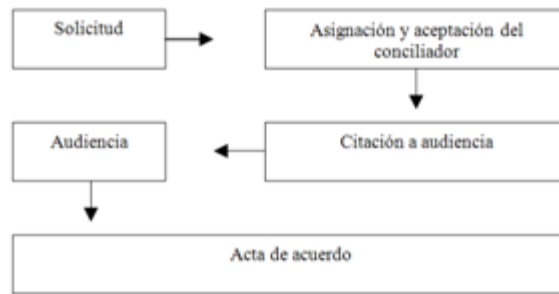 Solicitud
Asignación y aceptación del
conciliador
Audiencia
Citación a audiencia
Acta de acuerdo